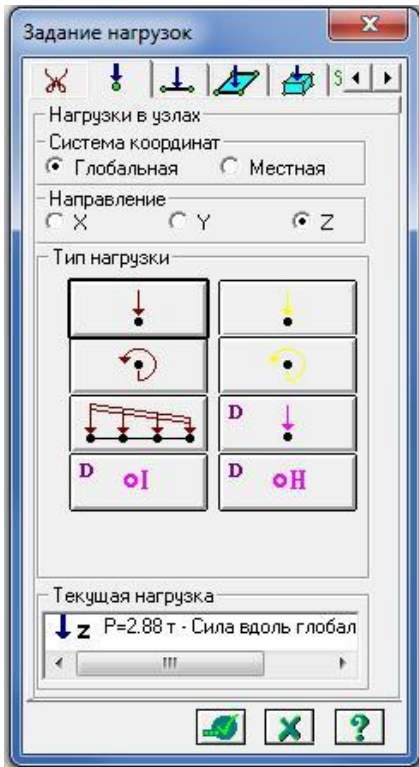 Задание нагрузок
S
Нагрузки в узлах
Система координат
Глобальная Местная
Направление
X Y Z
Тип нагрузки
D
D I D H
Текущая нагрузка
z P=2.88 т - Сила вдоль глобал
?